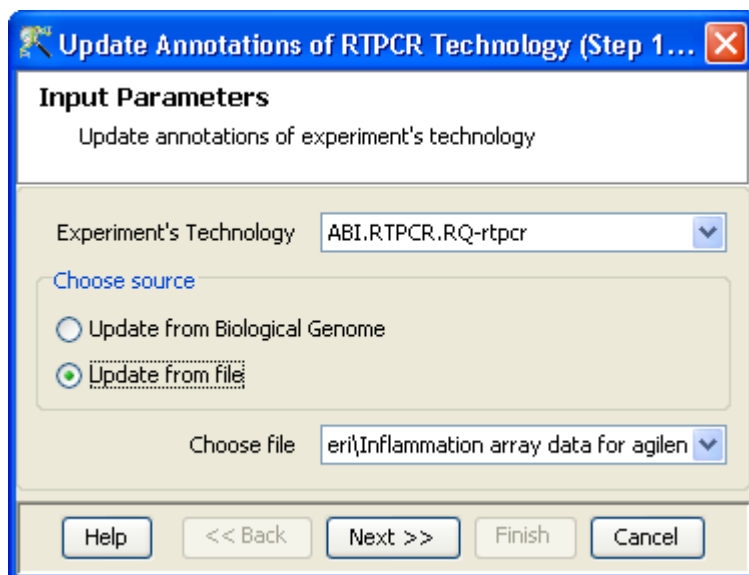 Update Annotations of RTPCR Technology (Step 1...
Input Parameters
Update annotations of experiment's technology
Experiment's Technology ABI.RTPCR.RQ-rtpcr
Choose source
Update from Biological Genome
Update from file
Choose file eri\Inflammation array data for agilen
Help << Back Next >> Finish Cancel